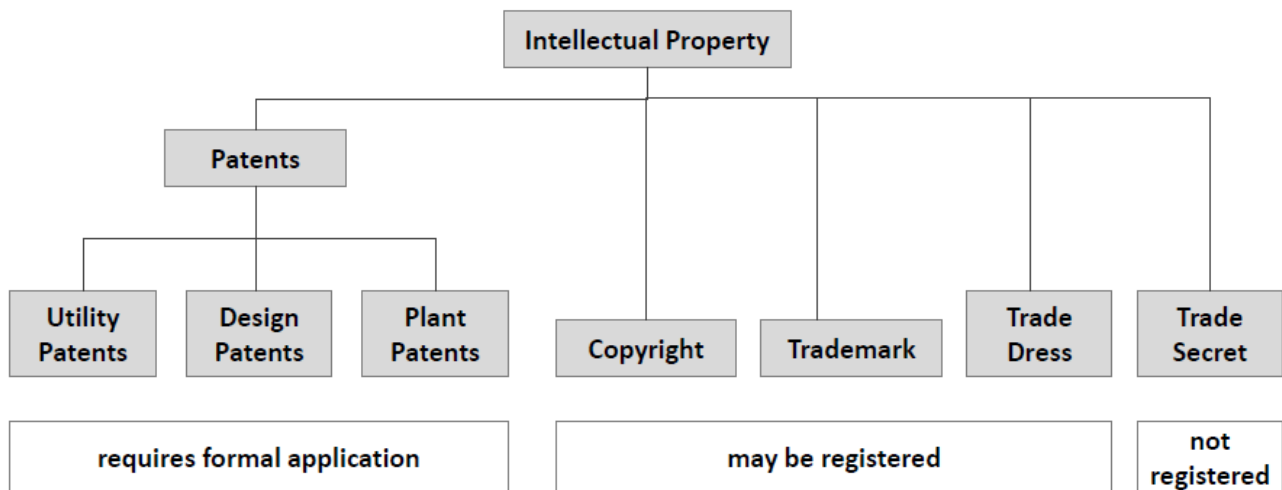 Intellectual Property
Patents
Utility
Patents
Design
Patents
Plant
Patents
Copyright
Trademark
Trade
Dress
Trade
Secret
requires formal application
may be registered
not
registered